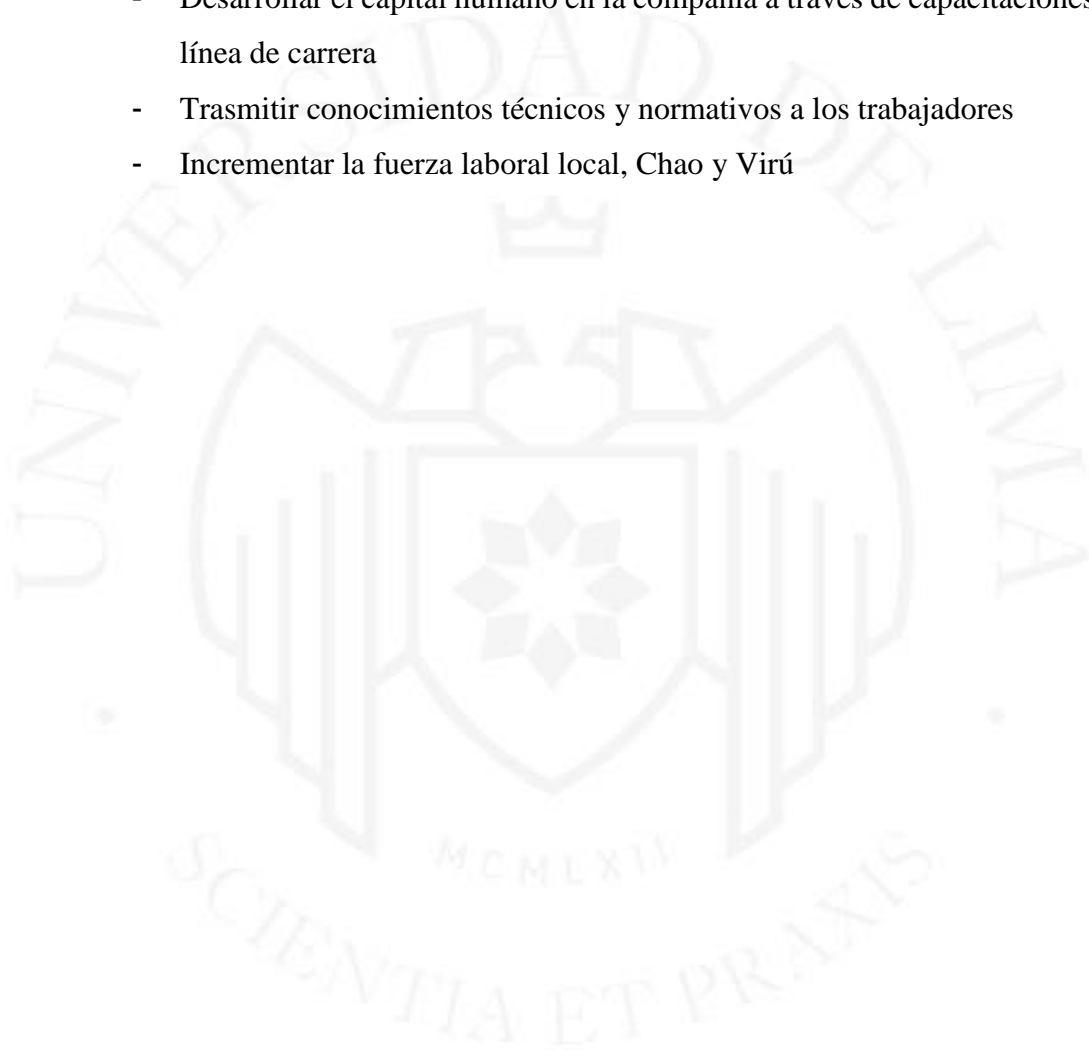 - Desarrollar el capital humano en la compañía a través de capacitaciones
línea de carrera
- Trasmitir conocimientos técnicos y normativos a los trabajadores
- Incrementar la fuerza laboral local, Chao y Virú
UNIVERSIDAD DE LIMA
MCMLXII
SCIENTIA ET PRAXIS